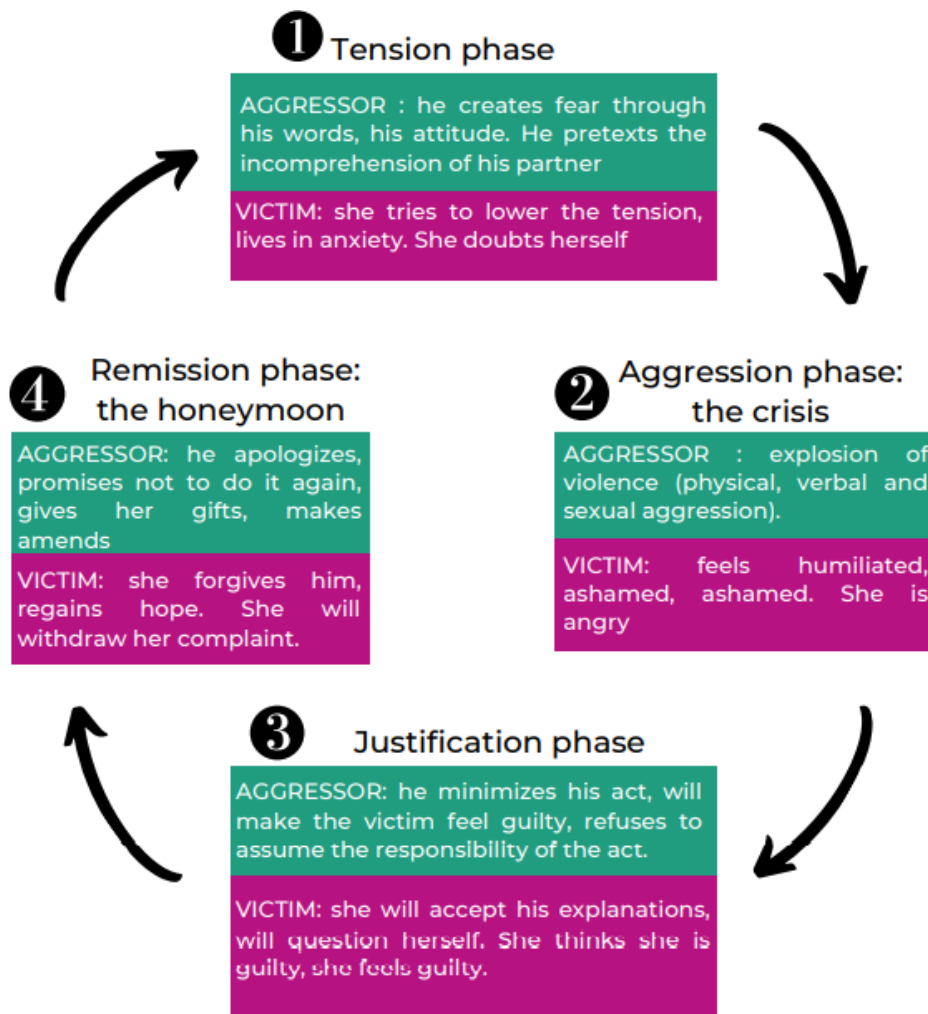 1 Tension phase
AGGRESSOR : he creates fear through
his words, his attitude. He pretexts the
incomprehension of his partner
VICTIM: she tries to lower the tension,
lives in anxiety. She doubts herself
2 Aggression phase:
the crisis
AGGRESSOR : explosion of
violence (physical, verbal and
sexual aggression).
VICTIM: feels humiliated,
ashamed, ashamed. She is
angry
3 Justification phase
AGGRESSOR: he minimizes his act, will
make the victim feel guilty, refuses to
assume the responsibility of the act.
VICTIM: she will accept his explanations,
will question herself. She thinks she is
guilty, she feels guilty.
4 Remission phase:
the honeymoon
AGGRESSOR: he apologizes,
promises not to do it again,
gives her gifts, makes
amends
VICTIM: she forgives him,
regains hope. She will
withdraw her complaint.